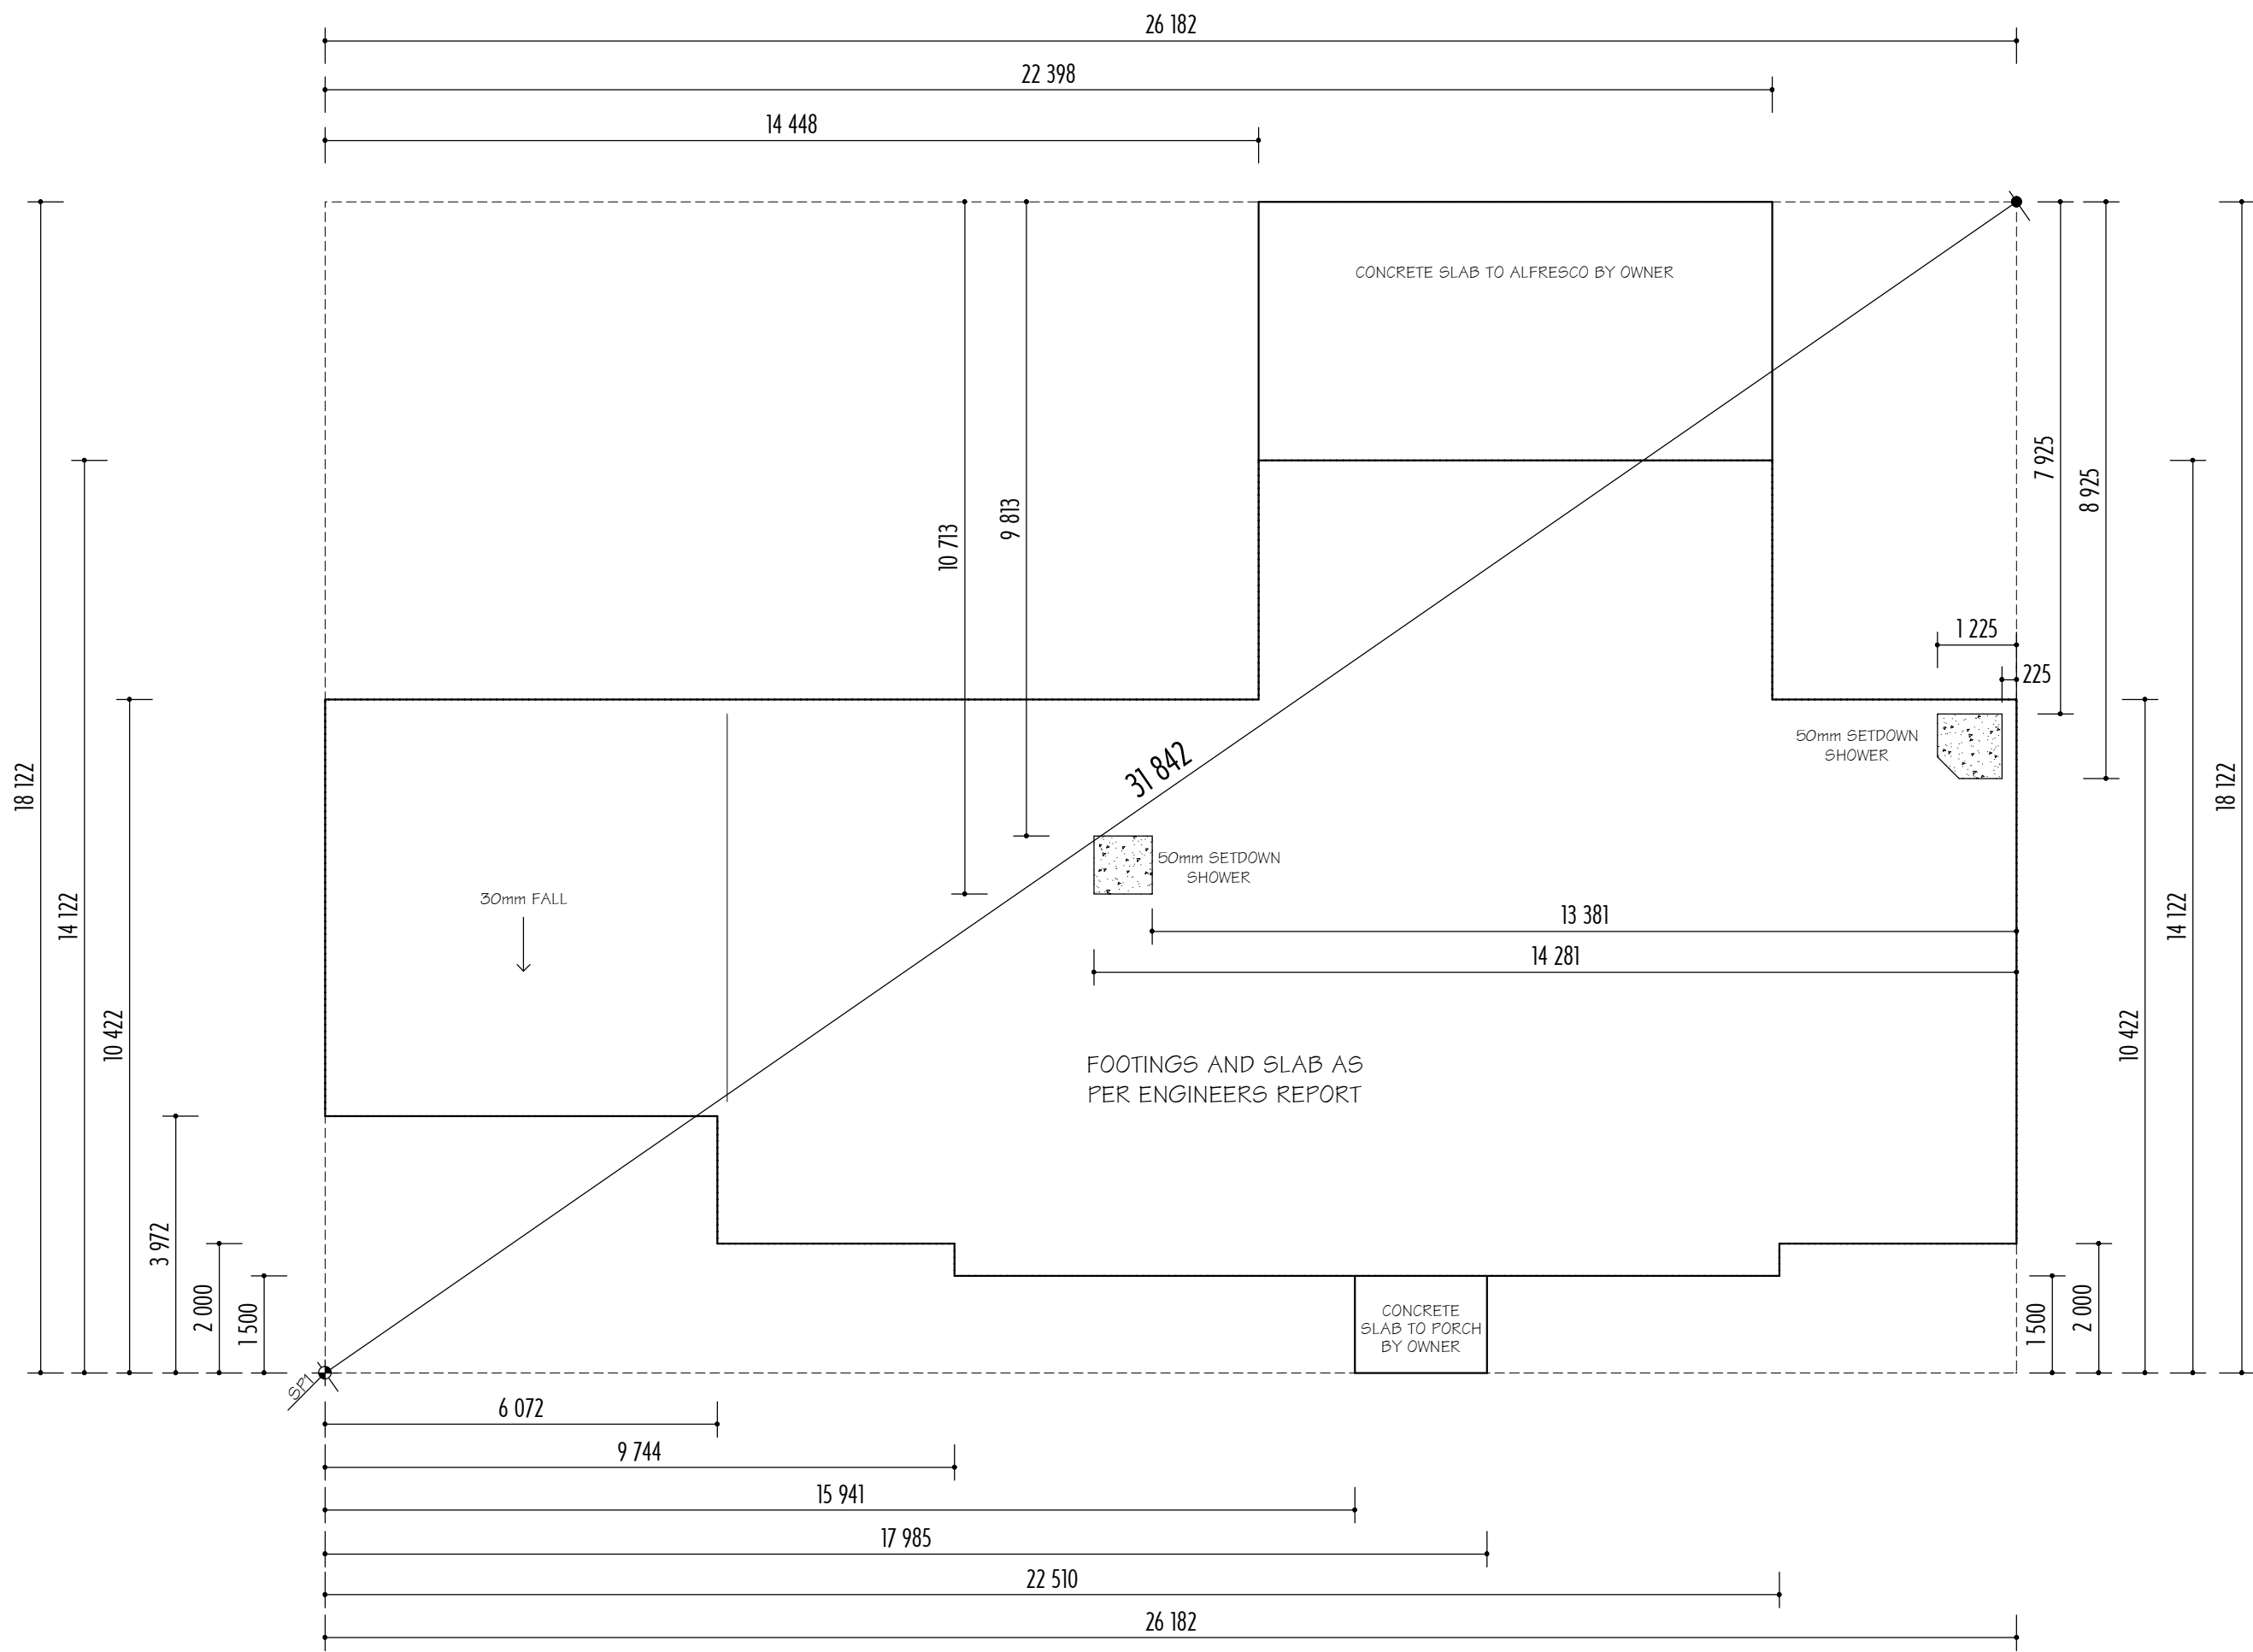 26 182
22 398
14 448
CONCRETE SLAB TO ALFRESCO BY OWNER
7 925
8 925
10 713
9 813
1 225
225
50mm SETDOWN
SHOWER
31 842
18 122
18 122
50mm SETDOWN
SHOWER
30mm FALL
14 122
14 122
13 381
14 281
10 422
10 422
FOOTINGS AND SLAB AS
PER ENGINEERS REPORT
3 972
2 000
1 500
CONCRETE
SLAB TO PORCH
BY OWNER
1 500
2 000
SP1
6 072
9 744
15 941
17 985
22 510
26 182